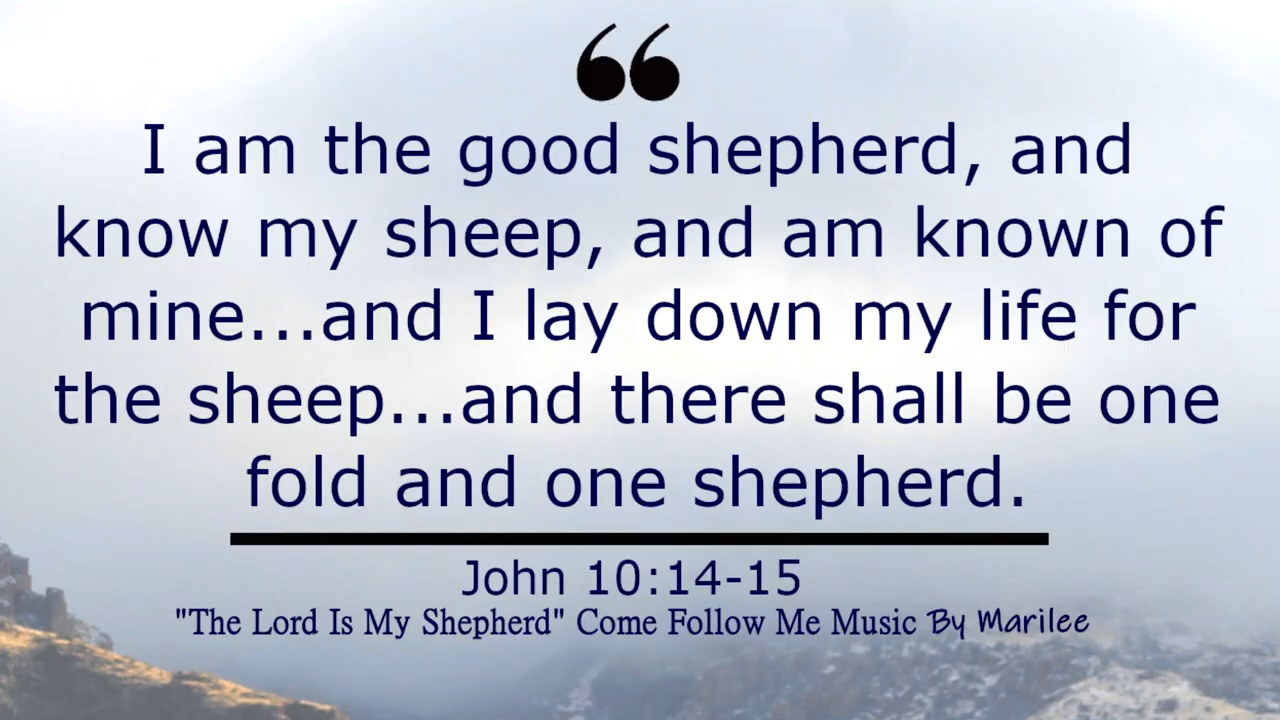 “
I am the good shepherd, and
know my sheep, and am known of
mine...and I lay down my life for
the sheep...and there shall be one
fold and one shepherd.
John 10:14-15
"The Lord Is My Shepherd" Come Follow Me Music By Marilee